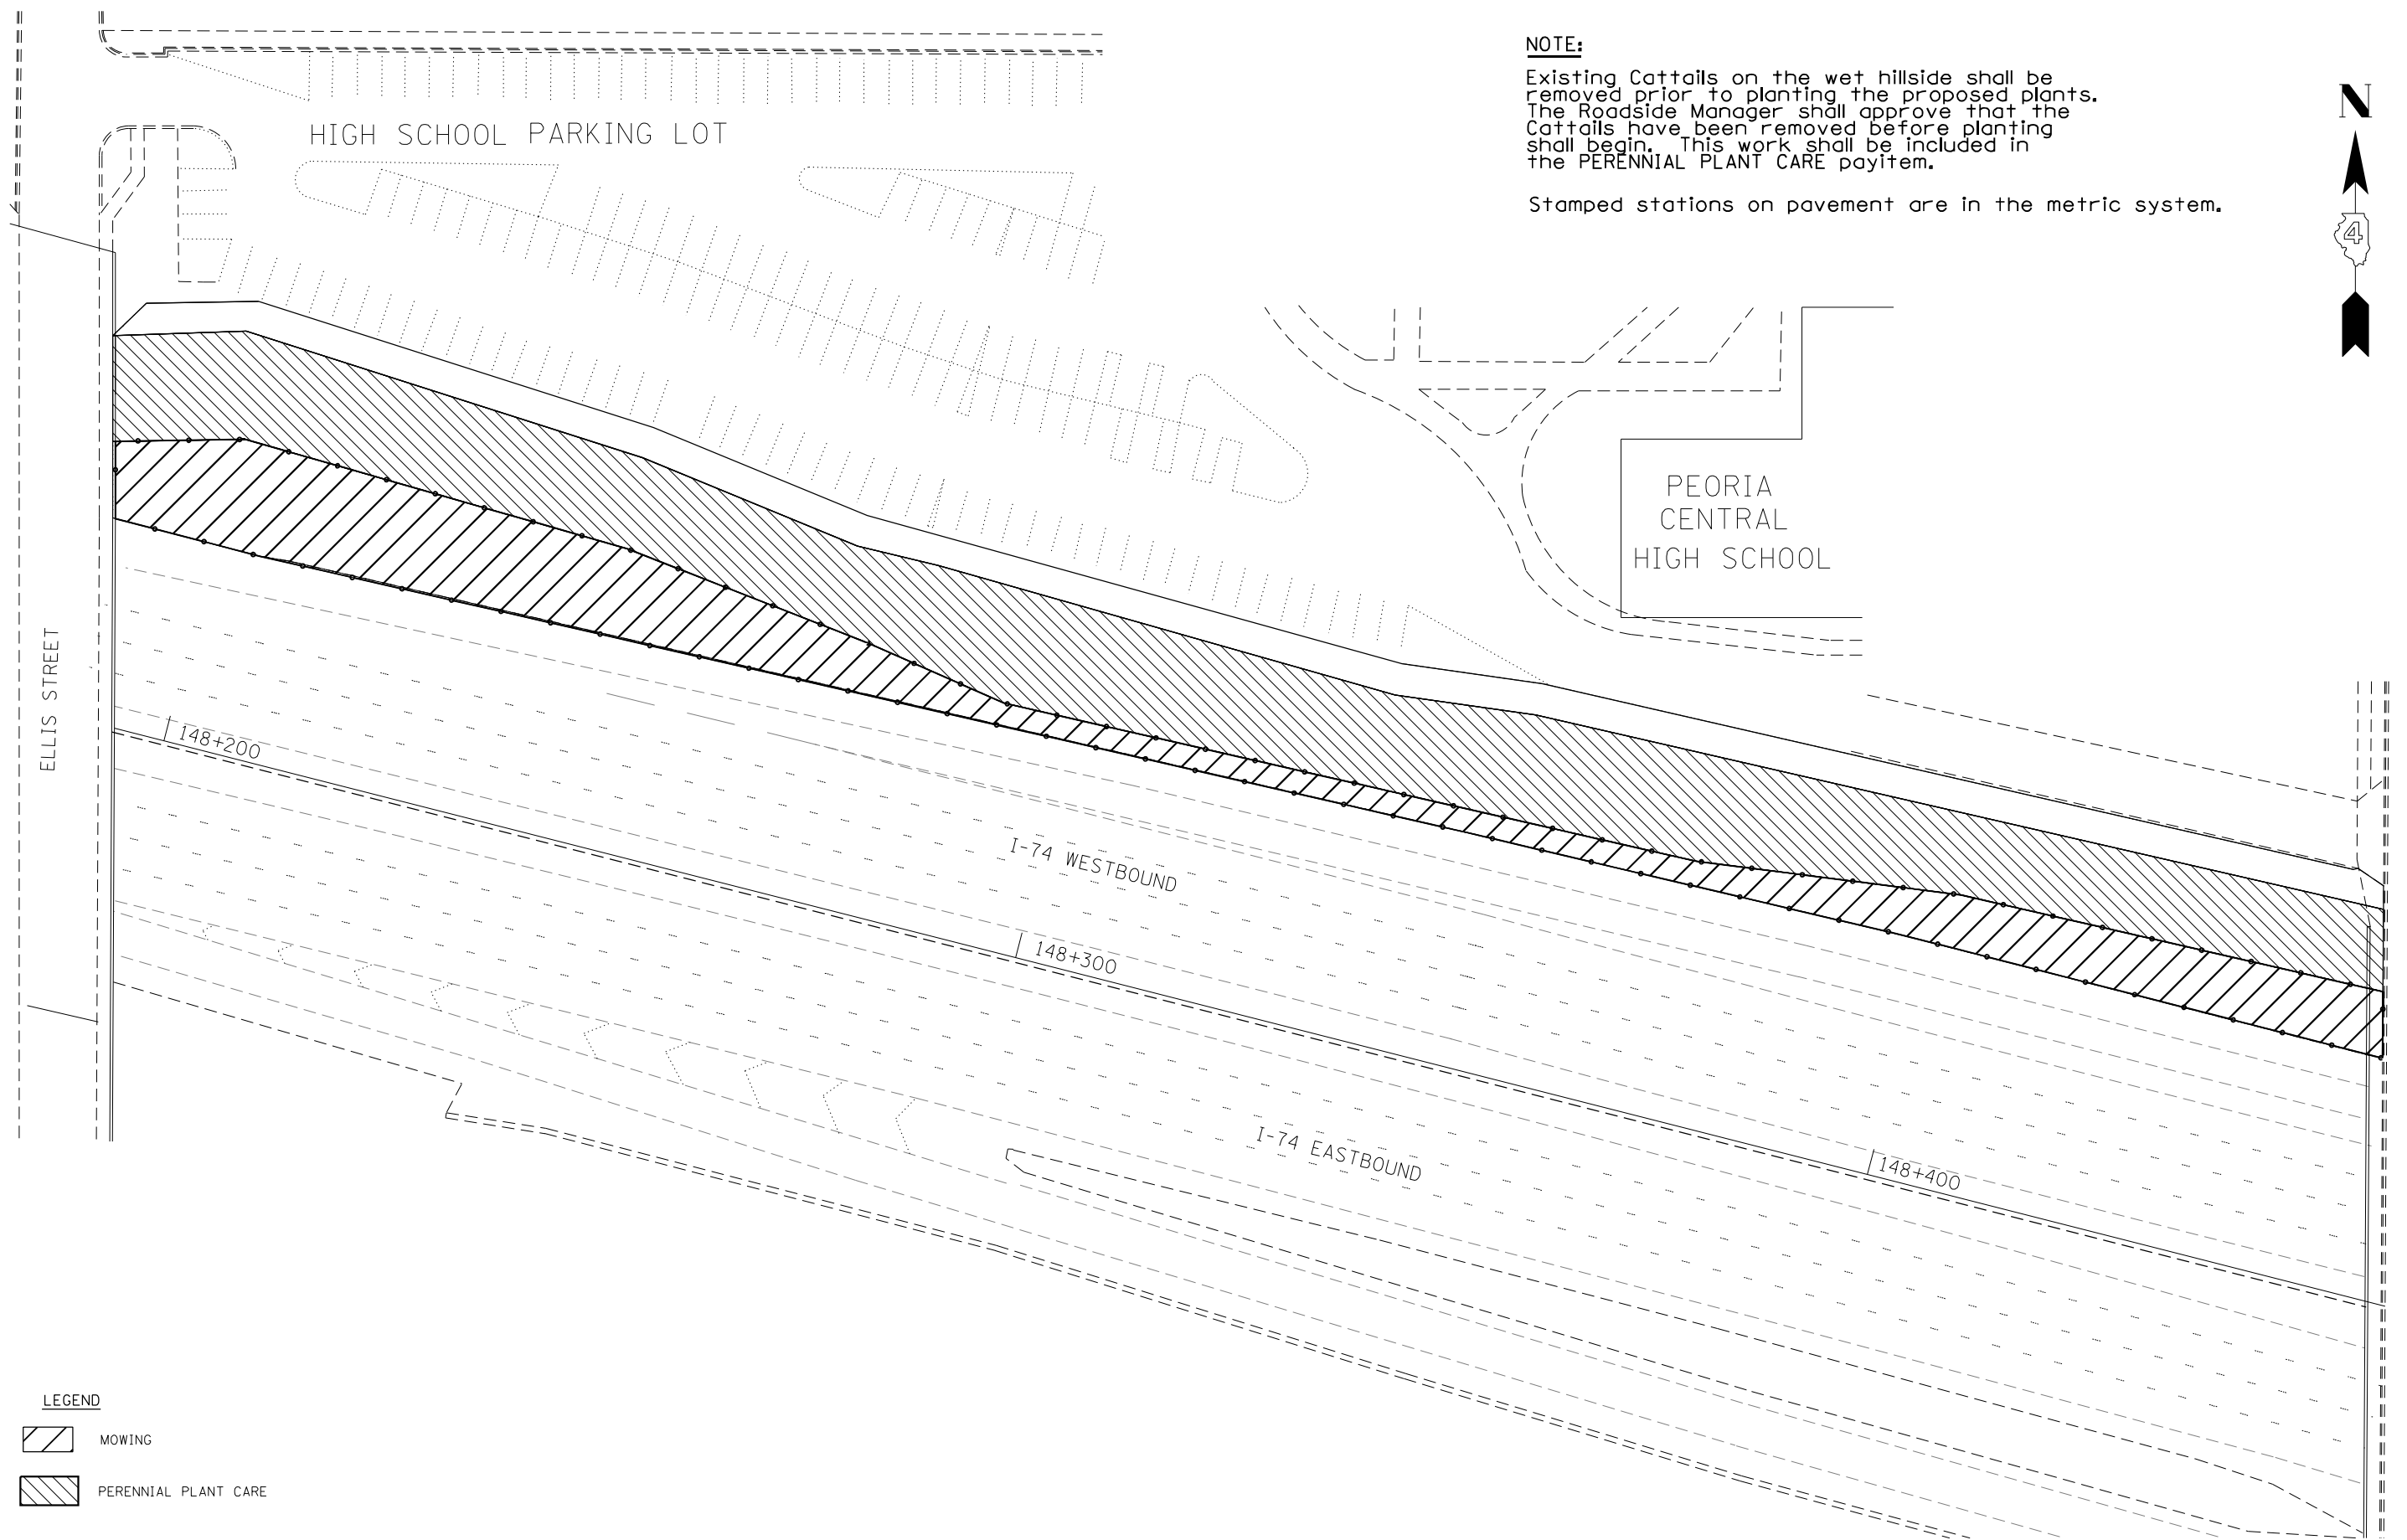 NOTE:
Existing Cattails on the wet hillside shall be
removed prior to planting the proposed plants.
The Roadside Manager shall approve that the
Cattails have been removed before planting
shall begin. This work shall be included in
the PERENNIAL PLANT CARE payitem.
Stamped stations on pavement are in the metric system.
N
4
HIGH SCHOOL PARKING LOT
PEORIA
CENTRAL
HIGH SCHOOL
ELLIS STREET
148+200
I-74 WESTBOUND
148+300
I-74 EASTBOUND
148+400
LEGEND
MOWING
PERENNIAL PLANT CARE